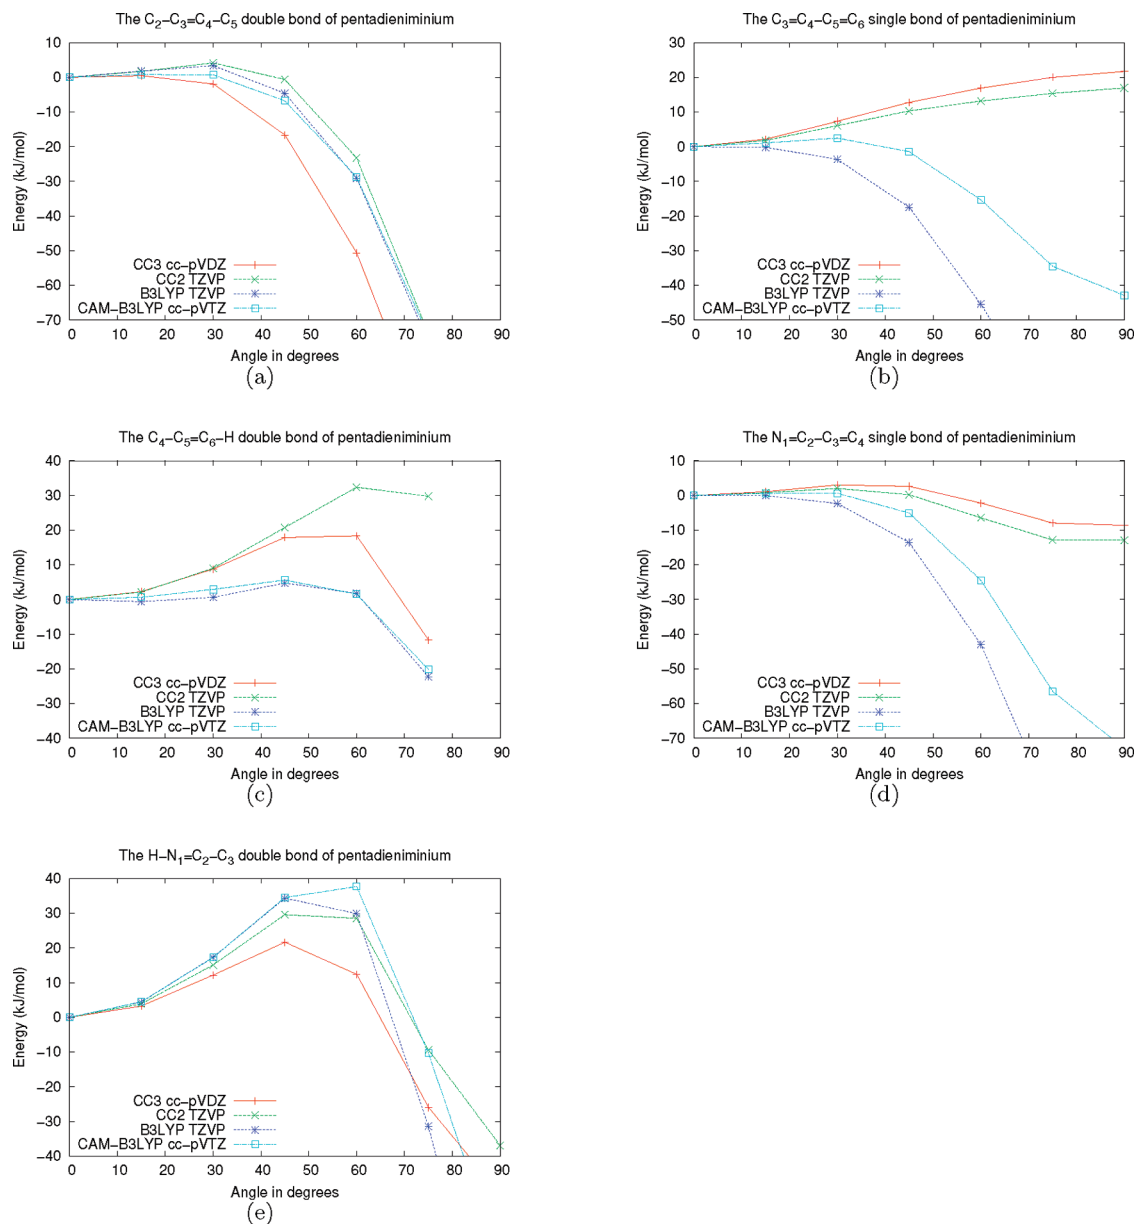 The C₂−C₃=C₄−C₅ double bond of pentadieniminium
10
0
−10
−20
−30
−40
−50
−60
−70
Energy (kJ/mol)
CC3 cc−pVDZ
CC2 TZVP
B3LYP TZVP
CAM−B3LYP cc−pVTZ
0 10 20 30 40 50 60 70 80 90
Angle in degrees
(a)
The C₃=C₄−C₅=C₆ single bond of pentadieniminium
30
20
10
0
−10
−20
−30
−40
−50
Energy (kJ/mol)
CC3 cc−pVDZ
CC2 TZVP
B3LYP TZVP
CAM−B3LYP cc−pVTZ
0 10 20 30 40 50 60 70 80 90
Angle in degrees
(b)
The C₄−C₅=C₆−H double bond of pentadieniminium
40
30
20
10
0
−10
−20
−30
−40
Energy (kJ/mol)
CC3 cc−pVDZ
CC2 TZVP
B3LYP TZVP
CAM−B3LYP cc−pVTZ
0 10 20 30 40 50 60 70 80 90
Angle in degrees
(c)
The N₁=C₂−C₃=C₄ single bond of pentadieniminium
10
0
−10
−20
−30
−40
−50
−60
−70
Energy (kJ/mol)
CC3 cc−pVDZ
CC2 TZVP
B3LYP TZVP
CAM−B3LYP cc−pVTZ
0 10 20 30 40 50 60 70 80 90
Angle in degrees
(d)
The H−N₁=C₂−C₃ double bond of pentadieniminium
40
30
20
10
0
−10
−20
−30
−40
Energy (kJ/mol)
CC3 cc−pVDZ
CC2 TZVP
B3LYP TZVP
CAM−B3LYP cc−pVTZ
0 10 20 30 40 50 60 70 80 90
Angle in degrees
(e)